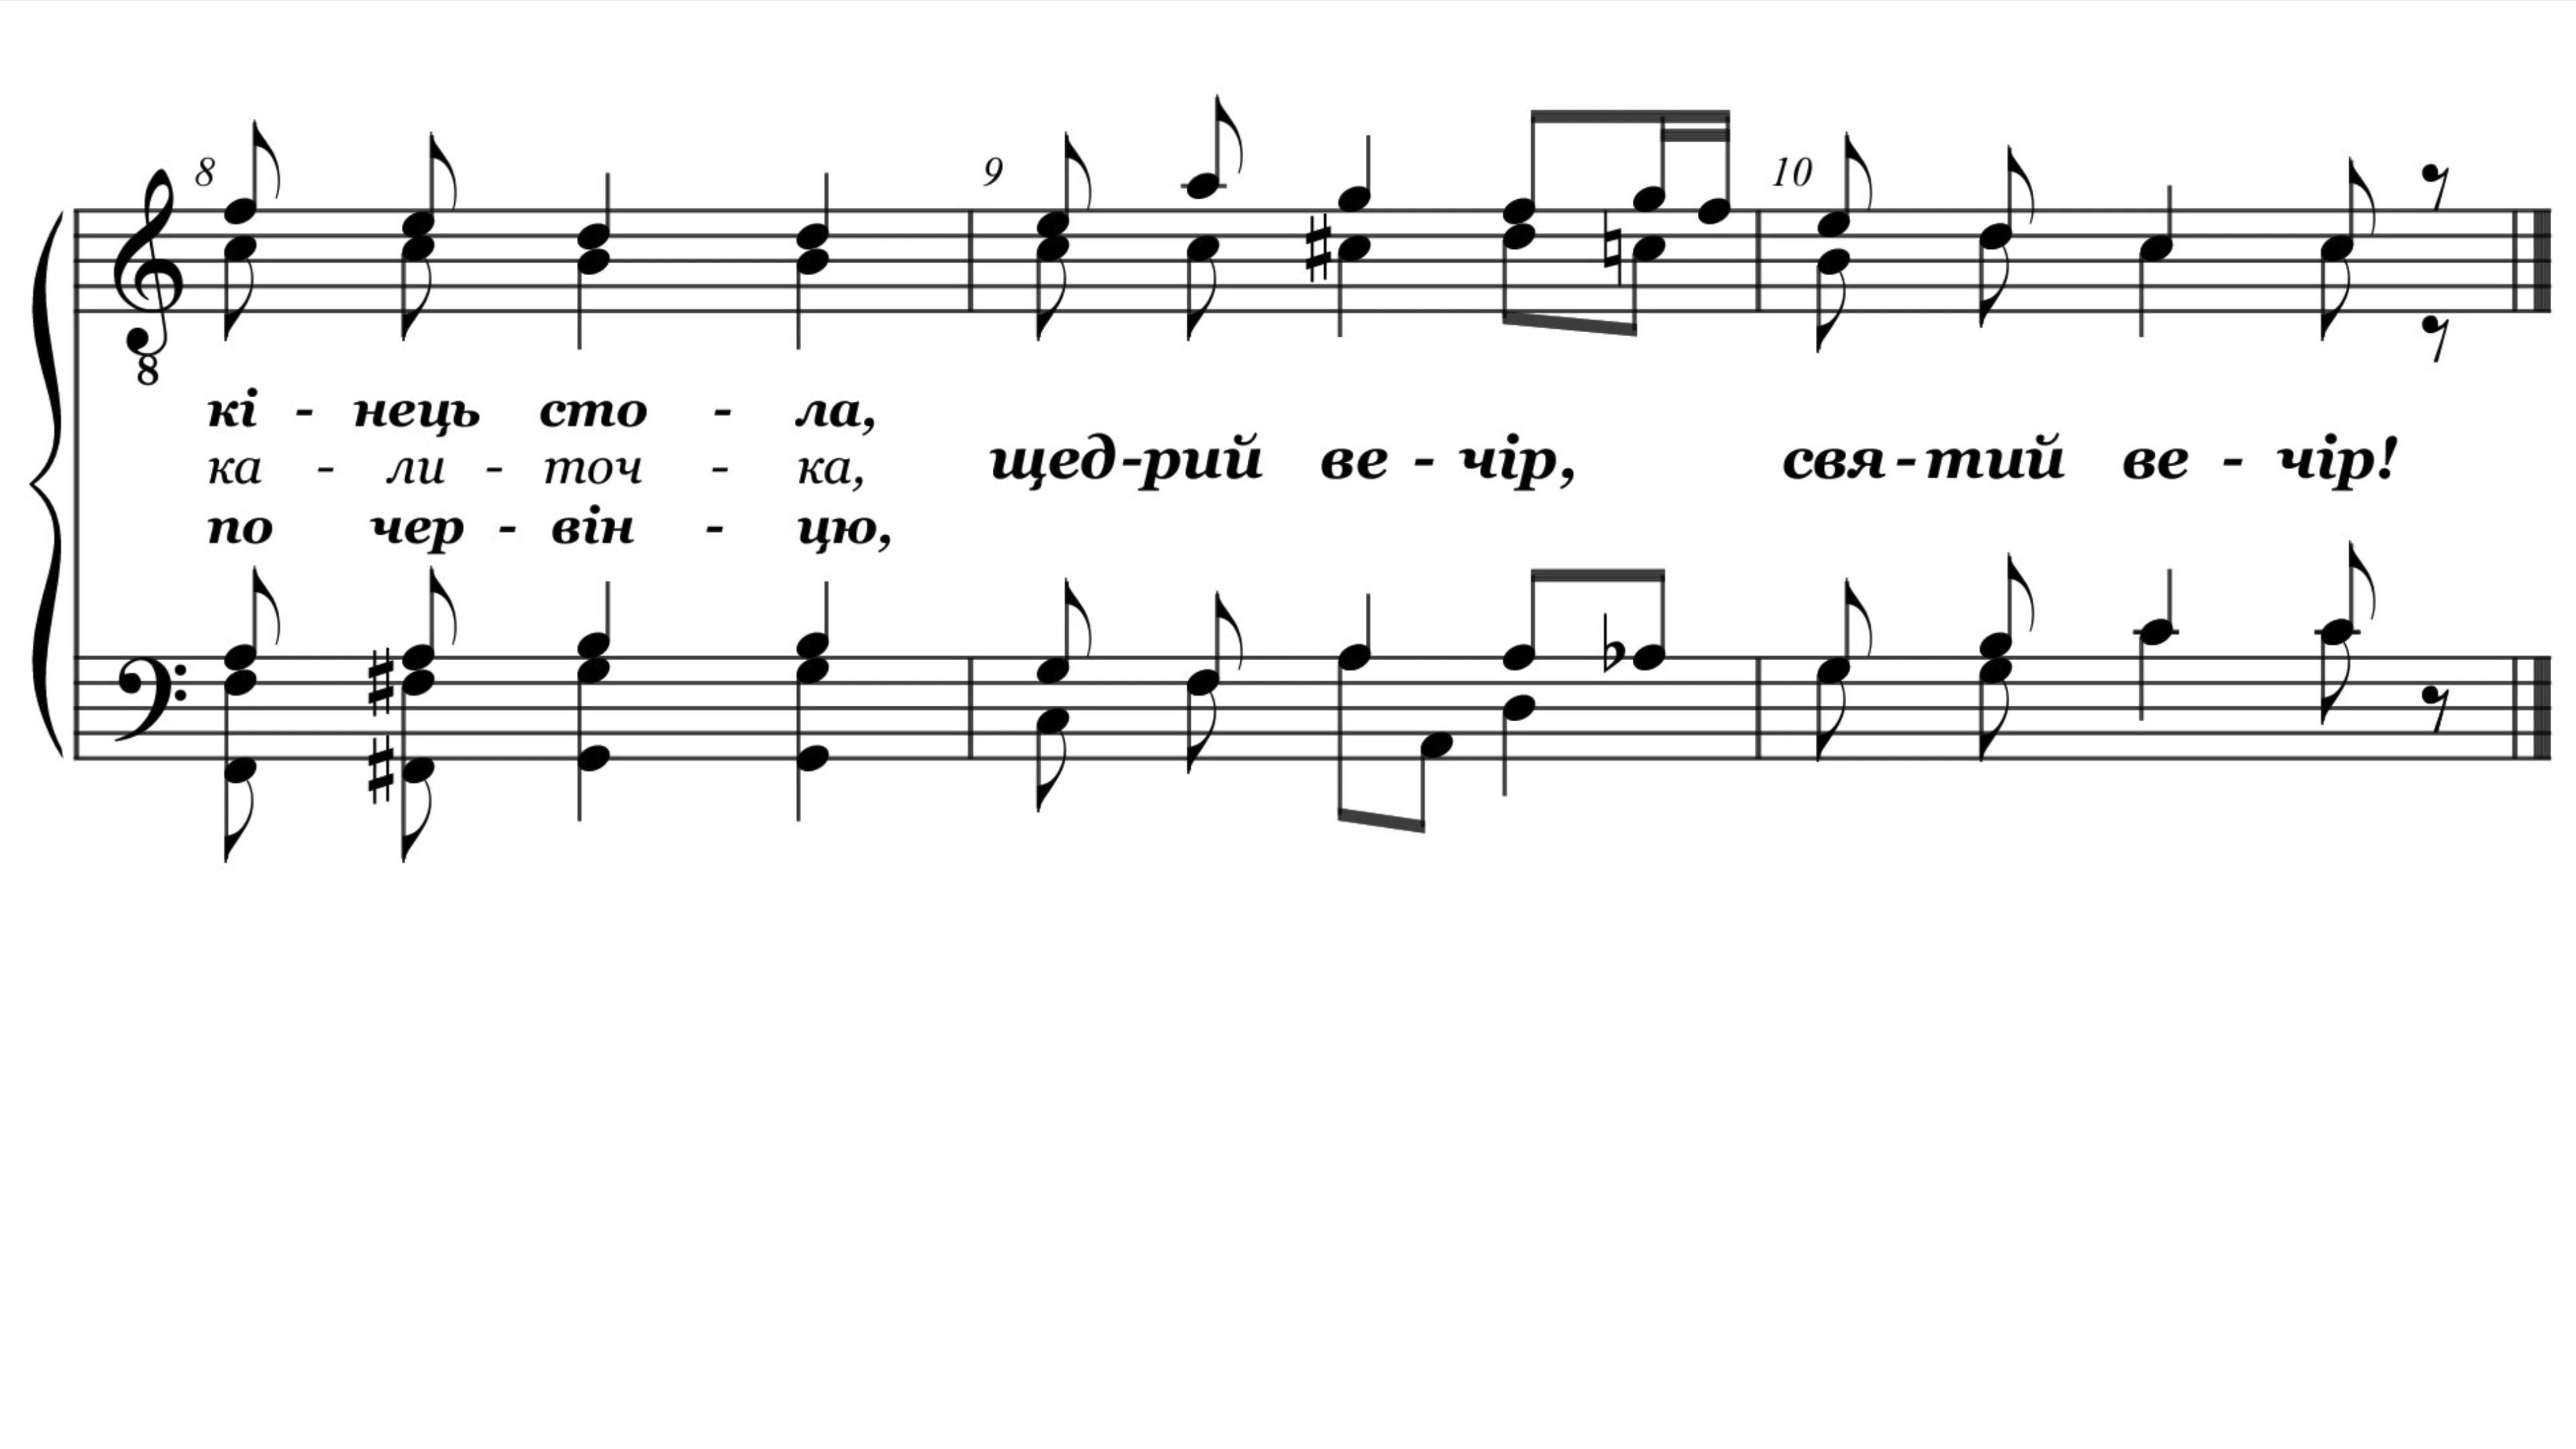 8 9 10
8
кі - нець сто - ла,
ка - ли - точ - ка,
щед-рий ве - чір, свя-тий ве - чір!
по чер - він - цю,